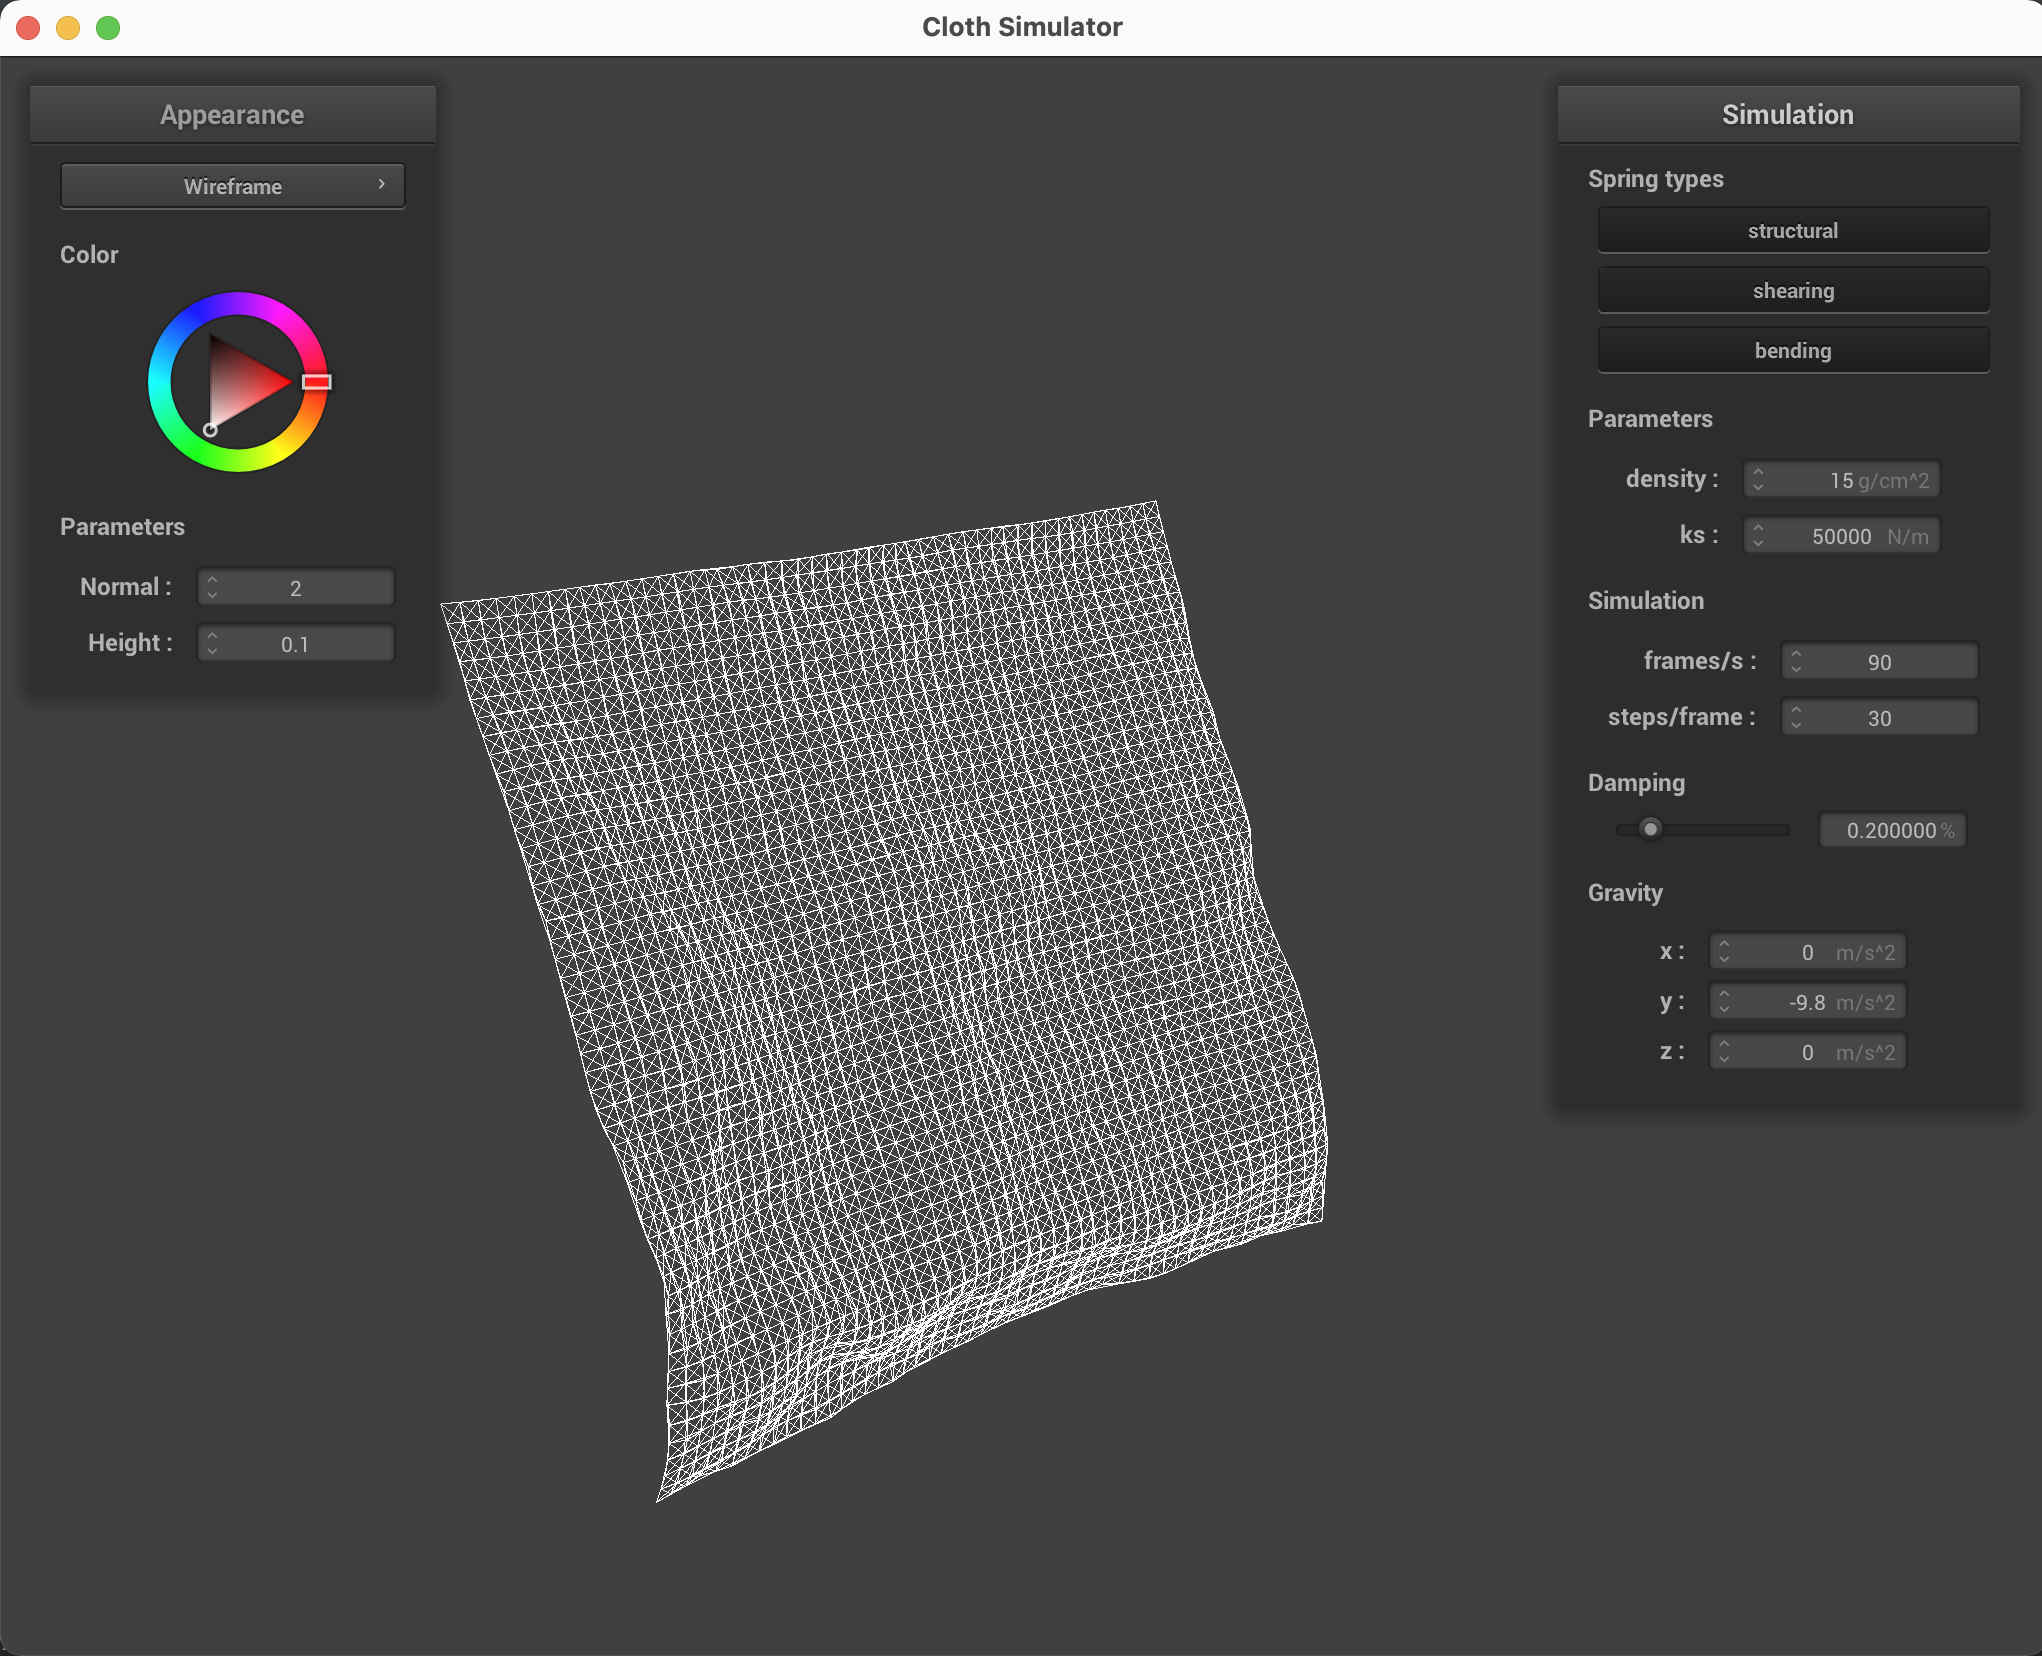 Cloth Simulator
Appearance
Wireframe
Color
Parameters
Normal : 2
Height : 0.1
Simulation
Spring types
structural
shearing
bending
Parameters
density : 15 g/cm^2
ks : 50000 N/m
Simulation
frames/s : 90
steps/frame : 30
Damping
0.200000 %
Gravity
x : 0 m/s^2
y : -9.8 m/s^2
z : 0 m/s^2